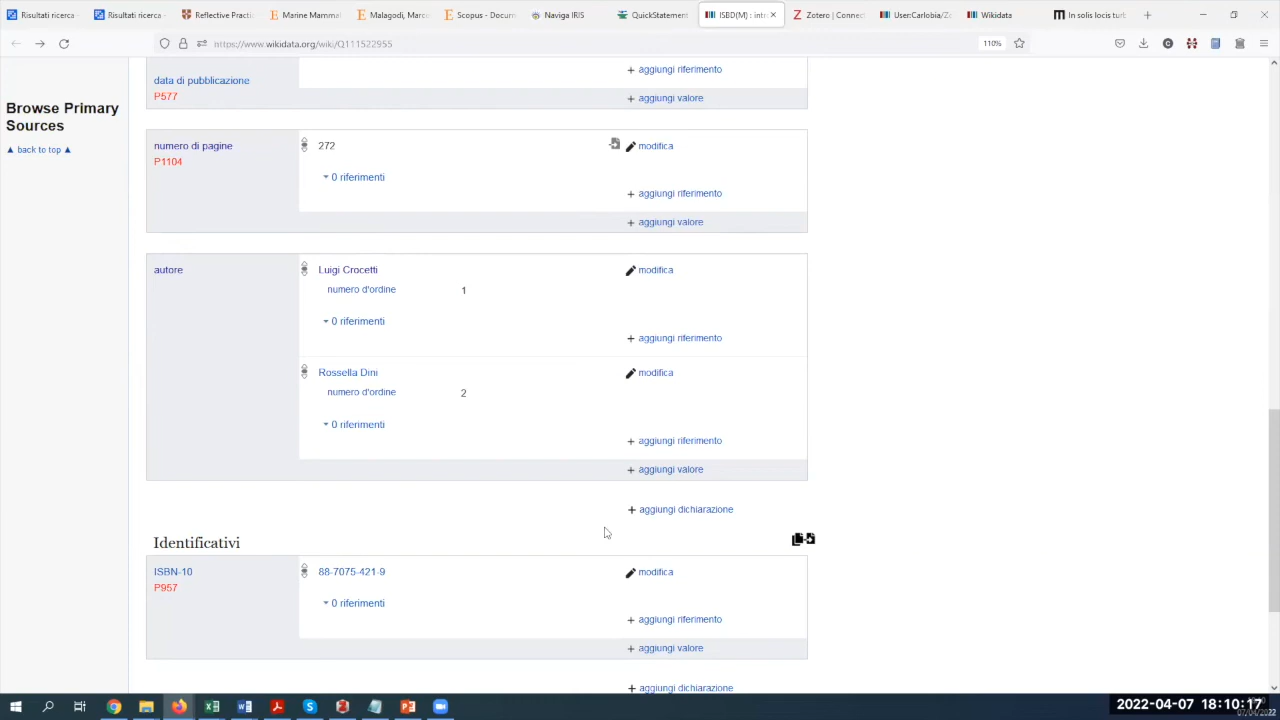 Risultati ricerca
Risultati ricerca
Reflective Practi
Marine Mammal
Malagodi, Marc
Scopus - Docum
Naviga IRIS
QuickStatement
ISBD(M) : intr
Zotero | Connect
User:Carlobia/Zo
Wikidata
In solis locis turb
https://www.wikidata.org/wiki/Q111522955
110%
Browse Primary
Sources
▲ back to top ▲
data di pubblicazione
P577
+ aggiungi riferimento
+ aggiungi valore
numero di pagine
P1104
272
modifica
0 riferimenti
+ aggiungi riferimento
+ aggiungi valore
autore
Luigi Crocetti
modifica
numero d'ordine 1
0 riferimenti
+ aggiungi riferimento
Rossella Dini
modifica
numero d'ordine 2
0 riferimenti
+ aggiungi riferimento
+ aggiungi valore
+ aggiungi dichiarazione
Identificativi
ISBN-10
P957
88-7075-421-9
modifica
0 riferimenti
+ aggiungi riferimento
+ aggiungi valore
+ aggiungi dichiarazione
2022-04-07 18:10:17
07/04/2022